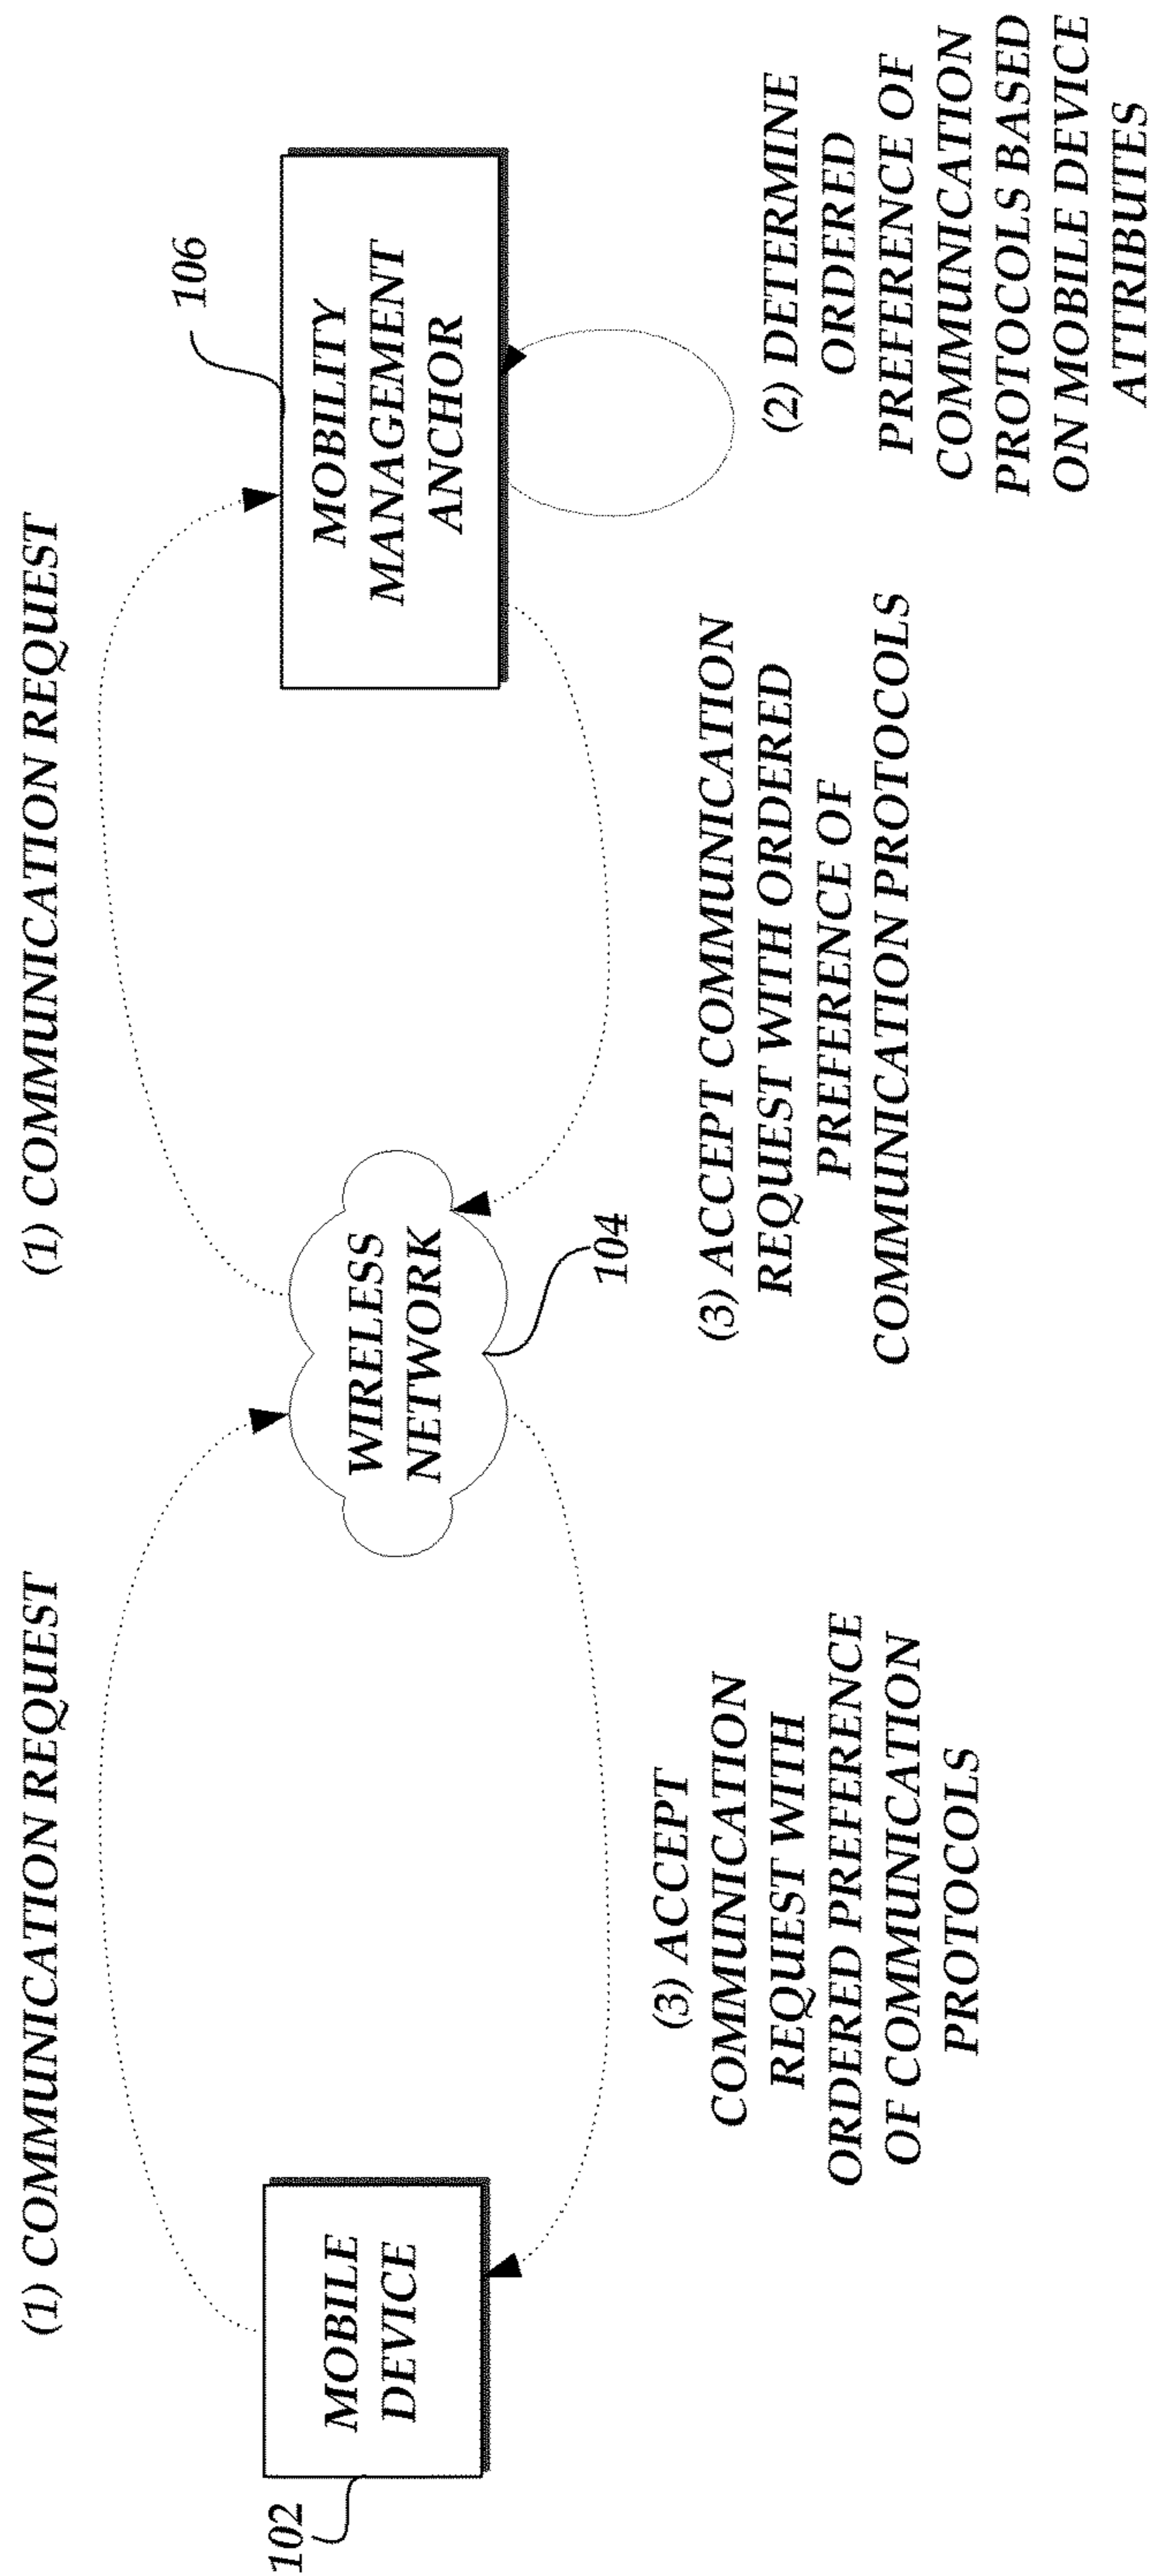 (1) COMMUNICATION REQUEST
(1) COMMUNICATION REQUEST
106
MOBILE
DEVICE
102
WIRELESS
NETWORK
104
MOBILITY
MANAGEMENT
ANCHOR
(3) ACCEPT
COMMUNICATION
REQUEST WITH
ORDERED PREFERENCE
OF COMMUNICATION
PROTOCOLS
(3) ACCEPT COMMUNICATION
REQUEST WITH ORDERED
PREFERENCE OF
COMMUNICATION PROTOCOLS
(2) DETERMINE
ORDERED
PREFERENCE OF
COMMUNICATION
PROTOCOLS BASED
ON MOBILE DEVICE
ATTRIBUTES